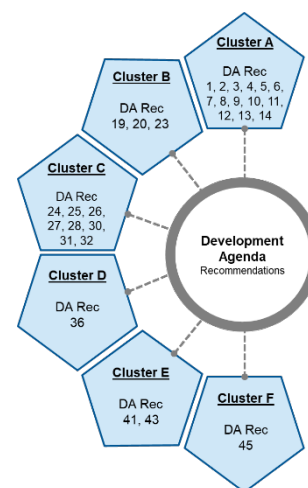 Cluster A
DA Rec
1, 2, 3, 4, 5, 6,
7, 8, 9, 10, 11,
12, 13, 14
Cluster B
DA Rec
19, 20, 23
Cluster C
DA Rec
24, 25, 26,
27, 28, 30,
31, 32
Development
Agenda
Recommendations
Cluster D
DA Rec
36
Cluster E
DA Rec
41, 43
Cluster F
DA Rec
45